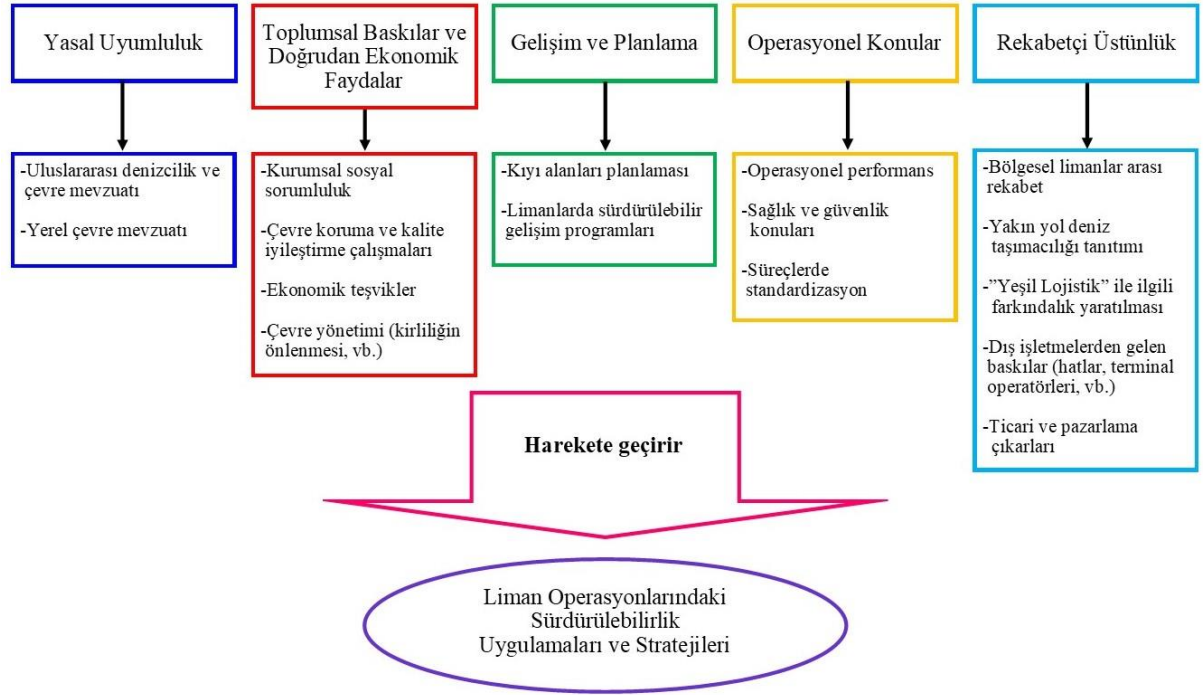 Yasal Uyumluluk
Toplumsal Baskılar ve
Doğrudan Ekonomik
Faydalar
Gelişim ve Planlama
Operasyonel Konular
Rekabetçi Üstünlük
-Uluslararası denizcilik ve
çevre mevzuatı
-Yerel çevre mevzuatı
-Kurumsal sosyal
sorumluluk
-Çevre koruma ve kalite
iyileştirme çalışmaları
-Ekonomik teşvikler
-Çevre yönetimi (kirliliğin
önlenmesi, vb.)
-Kıyı alanları planlaması
-Limanlarda sürdürülebilir
gelişim programları
-Operasyonel performans
-Sağlık ve güvenlik
konuları
-Süreçlerde
standardizasyon
-Bölgesel limanlar arası
rekabet
-Yakın yol deniz
taşımacılığı tanıtımı
-”Yeşil Lojistik” ile ilgili
farkındalık yaratılması
-Dış işletmelerden gelen
baskılar (hatlar, terminal
operatörleri, vb.)
-Ticari ve pazarlama
çıkarları
Harekete geçirir
Liman Operasyonlarındaki
Sürdürülebilirlik
Uygulamaları ve Stratejileri